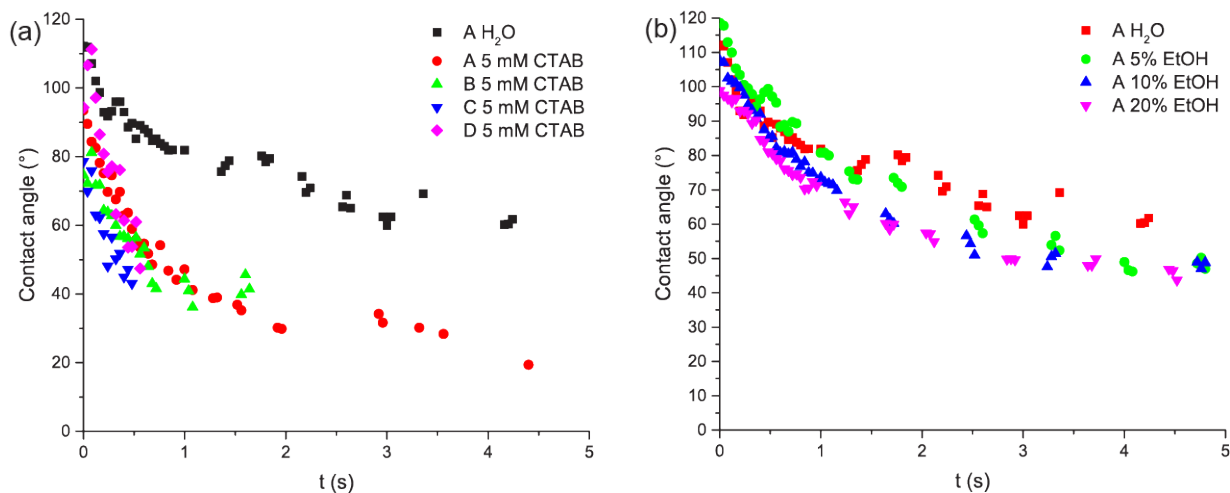 (a)
120
100
80
60
40
20
0
Contact angle (°)
0
1
2
3
4
5
t (s)
A H₂O
A 5 mM CTAB
B 5 mM CTAB
C 5 mM CTAB
D 5 mM CTAB
(b)
120
110
100
90
80
70
60
50
40
30
20
10
0
Contact angle (°)
0
1
2
3
4
5
t (s)
A H₂O
A 5% EtOH
A 10% EtOH
A 20% EtOH